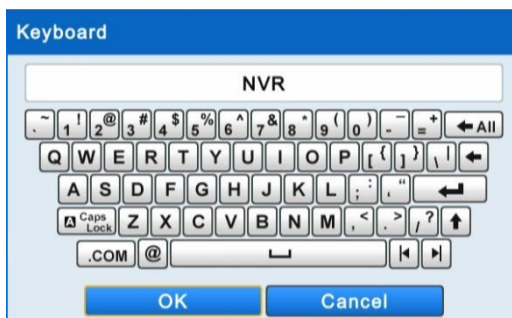 Keyboard
NVR
. ~ 1 ! 2 @ 3 # 4 $ 5 % 6 ^ 7 & 8 * 9 ( 0 ) - _ = + ← All
Q W E R T Y U I O P [ { ] } \ | ←
A S D F G H J K L ; : . “ ↵
A Caps Lock Z X C V B N M , < . > / ? ↑
.COM @
OK Cancel